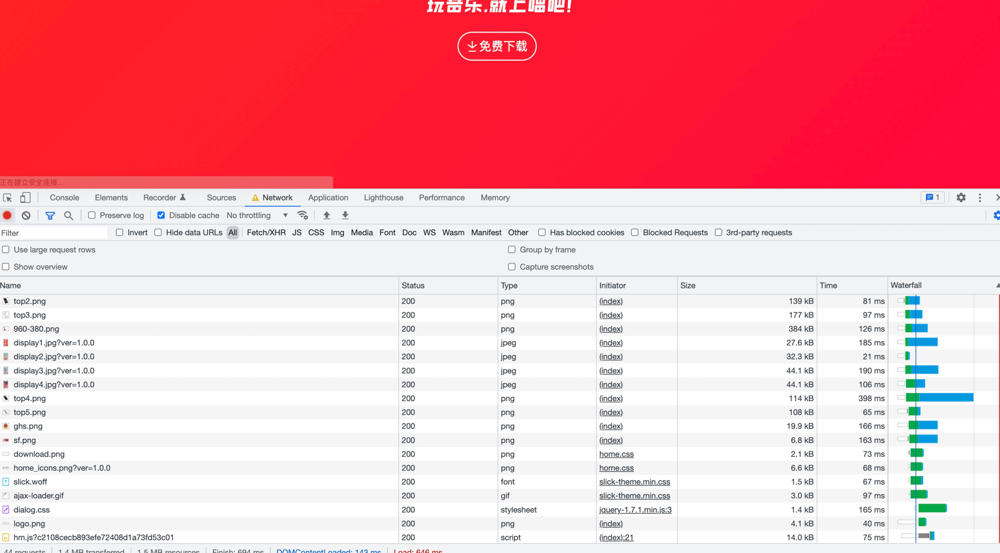 玩音乐,就上喵吧!
免费下载
正在建立安全连接...
Console Elements Recorder Sources Network Application Lighthouse Performance Memory 1
Preserve log Disable cache No throttling
Filter Invert Hide data URLs All Fetch/XHR JS CSS Img Media Font Doc WS Wasm Manifest Other Has blocked cookies Blocked Requests 3rd-party requests
Use large request rows Group by frame
Show overview Capture screenshots
Name Status Type Initiator Size Time Waterfall
top2.png 200 png (index) 139 kB 81 ms
top3.png 200 png (index) 177 kB 97 ms
960-380.png 200 png (index) 384 kB 126 ms
display1.jpg?ver=1.0.0 200 jpeg (index) 27.6 kB 185 ms
display2.jpg?ver=1.0.0 200 jpeg (index) 32.3 kB 21 ms
display3.jpg?ver=1.0.0 200 jpeg (index) 44.1 kB 190 ms
display4.jpg?ver=1.0.0 200 jpeg (index) 44.1 kB 106 ms
top4.png 200 png (index) 114 kB 398 ms
top5.png 200 png (index) 108 kB 65 ms
ghs.png 200 png (index) 19.9 kB 166 ms
sf.png 200 png (index) 6.8 kB 163 ms
download.png 200 png home.css 2.1 kB 73 ms
home_icons.png?ver=1.0.0 200 png home.css 6.6 kB 68 ms
slick.woff 200 font slick-theme.min.css 1.5 kB 67 ms
ajax-loader.gif 200 gif slick-theme.min.css 3.0 kB 97 ms
dialog.css 200 stylesheet jquery-1.7.1.min.js:3 1.4 kB 165 ms
logo.png 200 png (index) 4.1 kB 40 ms
hm.js?c2108cecb893efe72408d1a73fd53c01 200 script (index):21 14.0 kB 75 ms
44 requests 1.4 MB transferred 1.5 MB resources Finish: 694 ms DOMContentLoaded: 143 ms Load: 646 ms